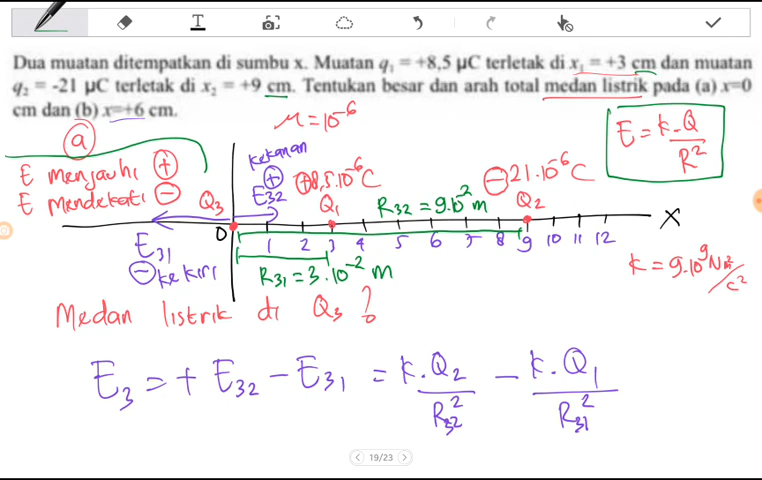 Dua muatan ditempatkan di sumbu x. Muatan q₁ = +8,5 µC terletak di x₁ = +3 cm dan muatan
q₂ = -21 µC terletak di x₂ = +9 cm. Tentukan besar dan arah total medan listrik pada (a) x=0
cm dan (b) x=+6 cm.
µ = 10⁻⁶
E = k.Q / R²
(a)
E menjauhi (+)
E mendekati (-)
kekanan
(+)
E32
Q3
(+)8,5.10⁻⁶C
Q1
R32 = 9.10⁻² m
(-)21.10⁻⁶C
Q2
X
0 1 2 3 4 5 6 7 8 9 10 11 12
E31
(-) kekiri
R31 = 3.10⁻² m
k = 9.10⁹ Nm²/c²
Medan listrik di Q3 ?
E3 = + E32 - E31 = k.Q2 / R32² - k.Q1 / R31²
19/23